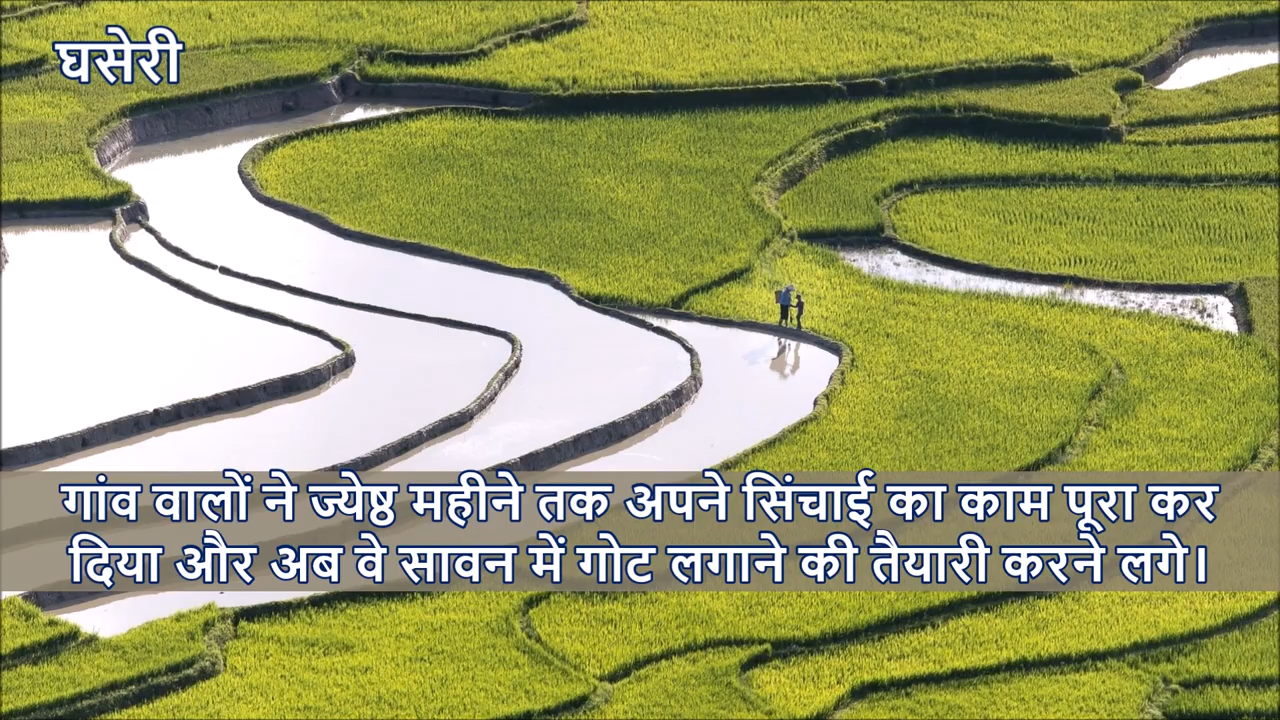 घसेरी
गांव वालों ने ज्येष्ठ महीने तक अपने सिंचाई का काम पूरा कर
दिया और अब वे सावन में गोट लगाने की तैयारी करने लगे।